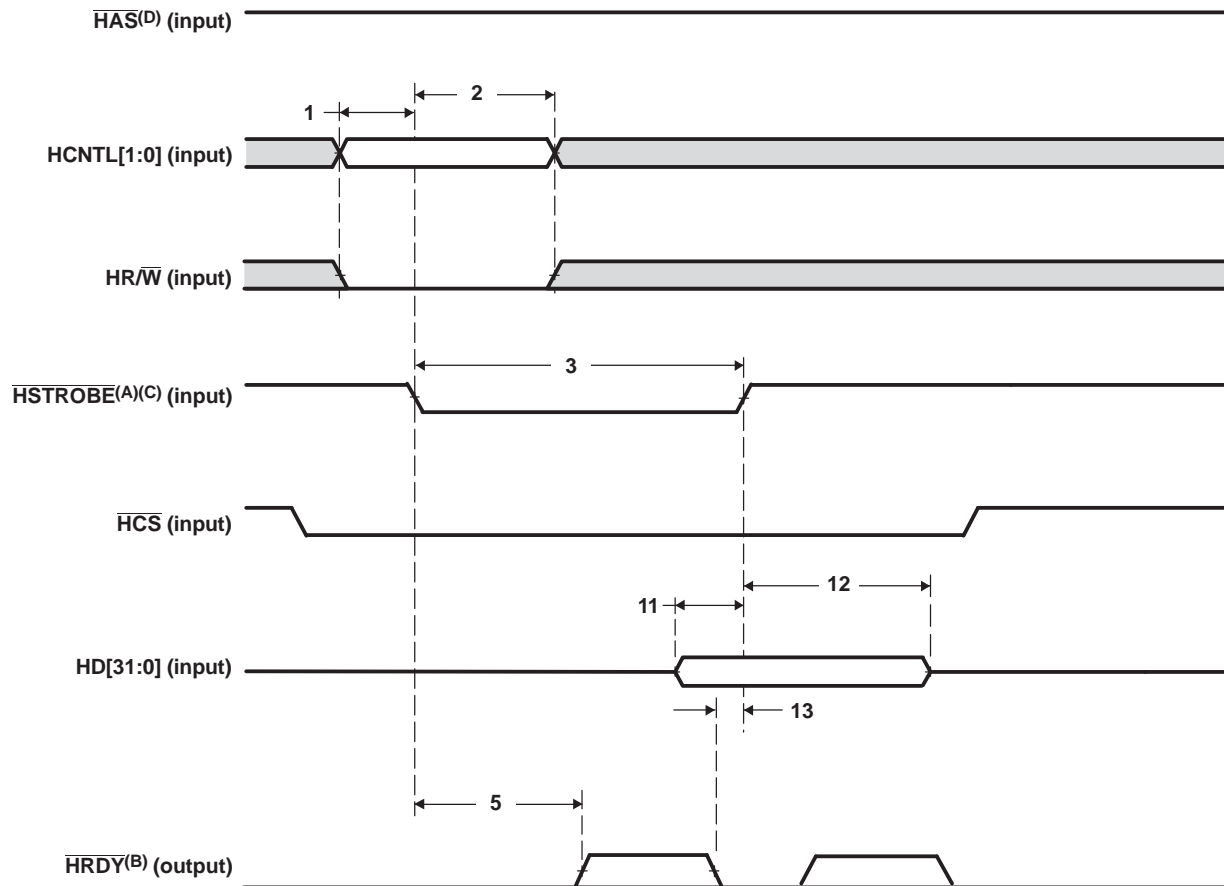 HAS(D) (input)
1
2
HCNTL[1:0] (input)
HR/W (input)
3
HSTROBE(A)(C) (input)
HCS (input)
12
11
HD[31:0] (input)
13
5
HRDY(B) (output)